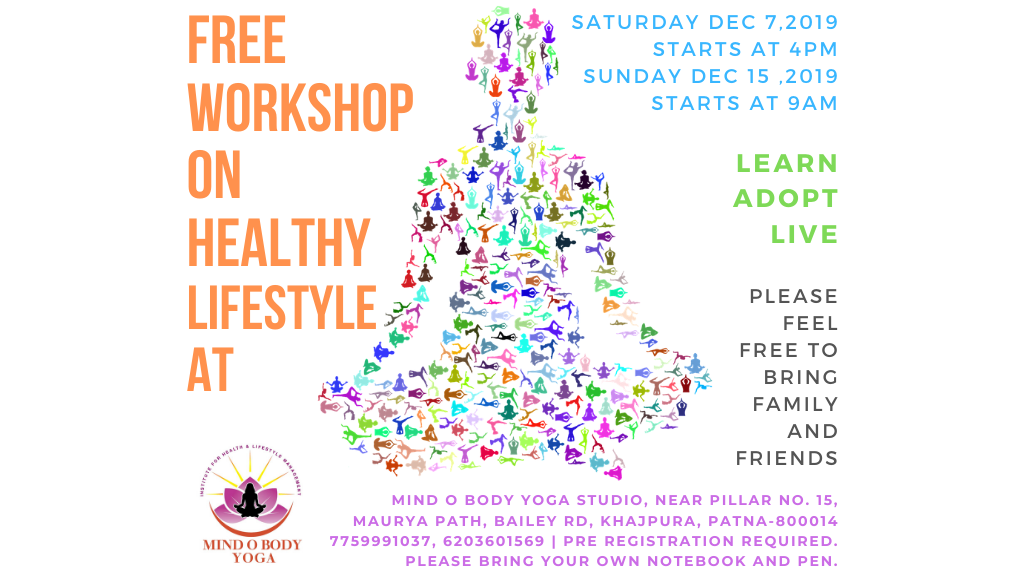 FREE
WORKSHOP
ON
HEALTHY
LIFESTYLE
AT
SATURDAY DEC 7,2019
STARTS AT 4PM
SUNDAY DEC 15 ,2019
STARTS AT 9AM
LEARN
ADOPT
LIVE
PLEASE
FEEL
FREE TO
BRING
FAMILY
AND
FRIENDS
INSTITUTE FOR HEALTH & LIFESTYLE MANAGEMENT
MIND O BODY
YOGA
MIND O BODY YOGA STUDIO, NEAR PILLAR NO. 15,
MAURYA PATH, BAILEY RD, KHAJPURA, PATNA-800014
7759991037, 6203601569 | PRE REGISTRATION REQUIRED.
PLEASE BRING YOUR OWN NOTEBOOK AND PEN.